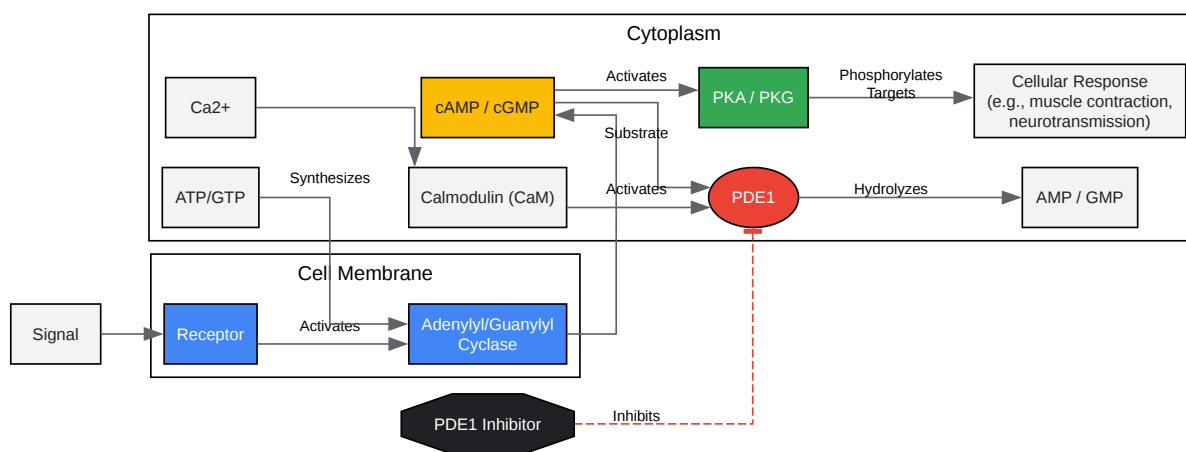 Cytoplasm
Ca2+
cAMP / cGMP
Activates
PKA / PKG
Phosphorylates
Targets
Cellular Response
(e.g., muscle contraction,
neurotransmission)
Substrate
ATP/GTP
Synthesizes
Calmodulin (CaM)
Activates
PDE1
Hydrolyzes
AMP / GMP
Cell Membrane
Signal
Receptor
Activates
Adenylyl/Guanylyl
Cyclase
PDE1 Inhibitor
Inhibits